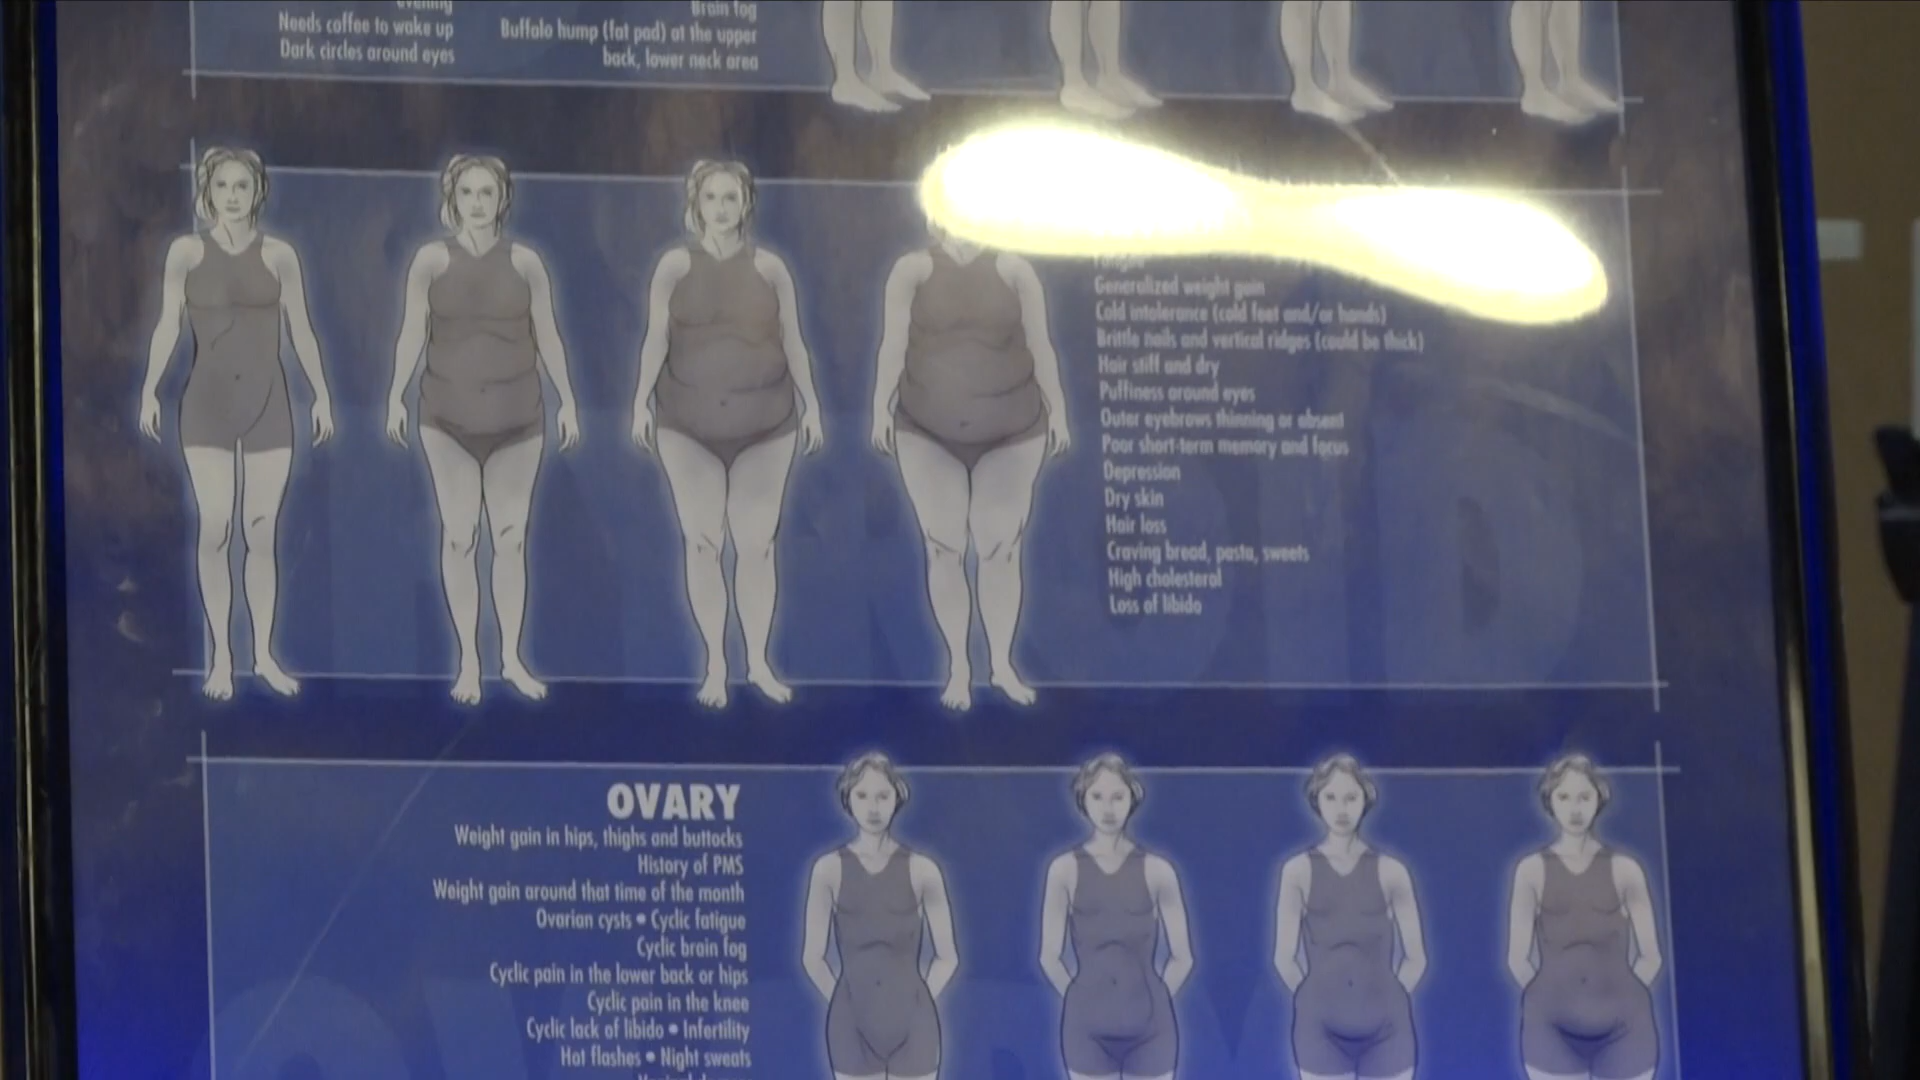 evening
Needs coffee to wake up
Dark circles around eyes
Brain fog
Buffalo hump (fat pad) at the upper
back, lower neck area
Generalized weight gain
Cold intolerance (cold feet and/or hands)
Brittle nails and vertical ridges (could be thick)
Hair stiff and dry
Puffiness around eyes
Outer eyebrows thinning or absent
Poor short-term memory and focus
Depression
Dry skin
Hair loss
Craving bread, pasta, sweets
High cholesterol
Loss of libido
OVARY
Weight gain in hips, thighs and buttocks
History of PMS
Weight gain around that time of the month
Ovarian cysts • Cyclic fatigue
Cyclic brain fog
Cyclic pain in the lower back or hips
Cyclic pain in the knee
Cyclic lack of libido • Infertility
Hot flashes • Night sweats